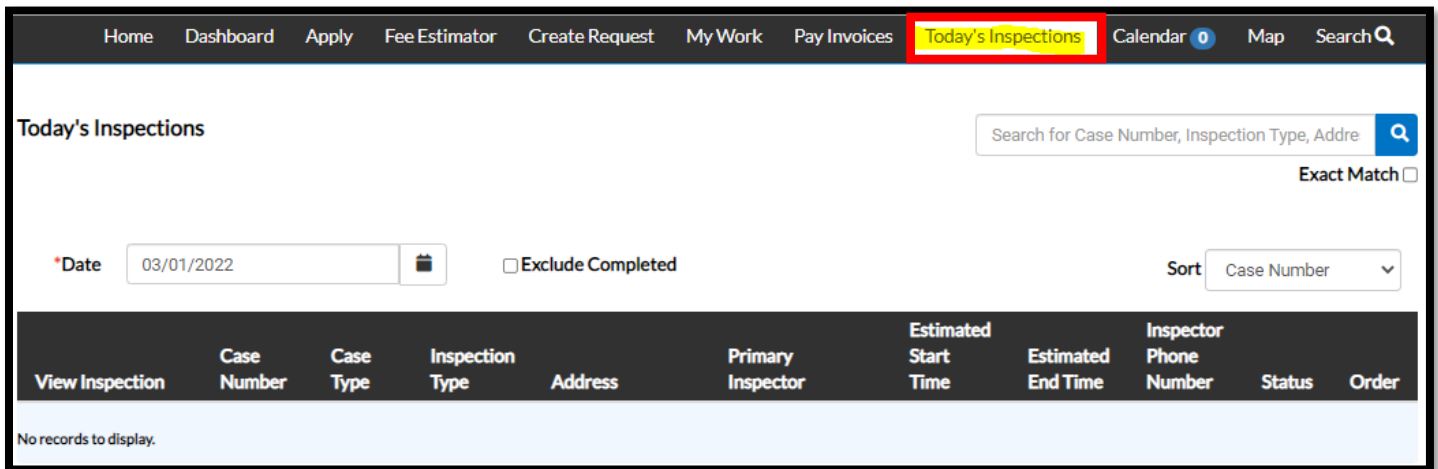 Home Dashboard Apply Fee Estimator Create Request My Work Pay Invoices Today's Inspections Calendar 0 Map Search
Today's Inspections
Search for Case Number, Inspection Type, Addre
Exact Match
*Date 03/01/2022 Exclude Completed Sort Case Number
View Inspection Case Number Case Type Inspection Type Address Primary Inspector Estimated Start Time Estimated End Time Inspector Phone Number Status Order
No records to display.